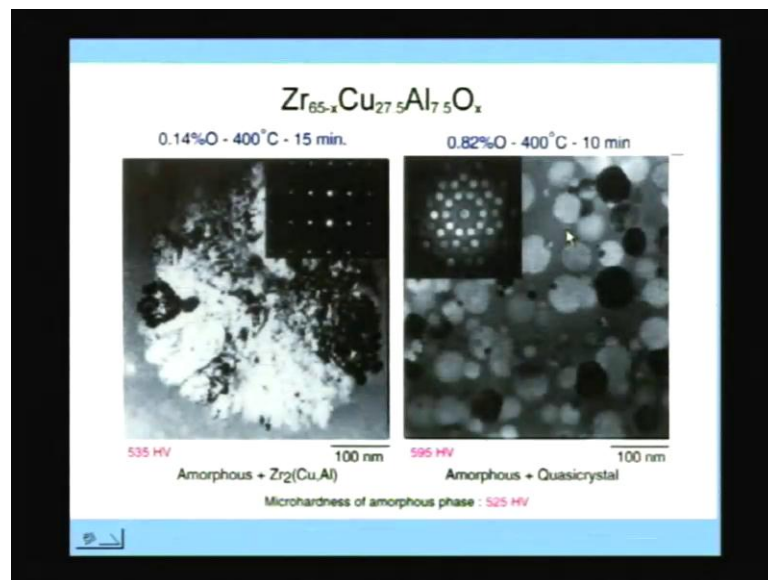 Zr65-xCu27 5Al7 5Ox
0.14%O - 400°C - 15 min.
0.82%O - 400°C - 10 min
535 HV
100 nm
595 HV
100 nm
Amorphous + Zr2(Cu,Al)
Amorphous + Quasicrystal
Microhardness of amorphous phase : 525 HV